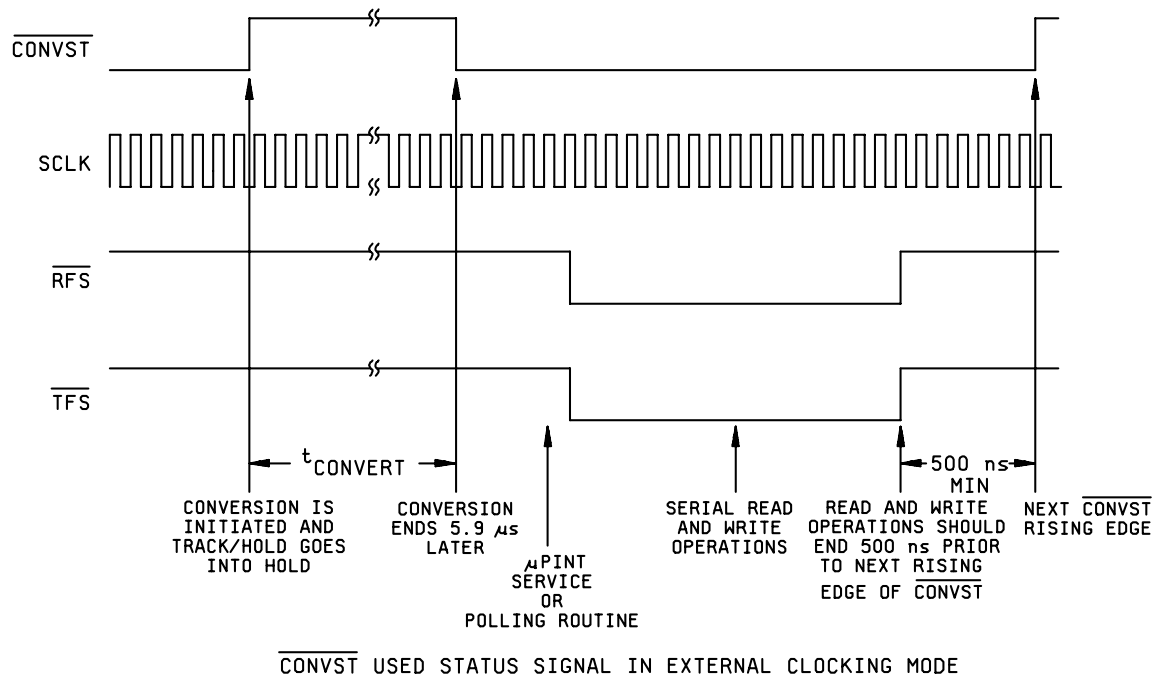 CONVST
SCLK
RFS
TFS
tCONVERT
500 ns
MIN
CONVERSION IS
INITIATED AND
TRACK/HOLD GOES
INTO HOLD
CONVERSION
ENDS 5.9 µs
LATER
µPINT
SERVICE
OR
POLLING ROUTINE
SERIAL READ
AND WRITE
OPERATIONS
READ AND WRITE
OPERATIONS SHOULD
END 500 ns PRIOR
TO NEXT RISING
EDGE OF CONVST
NEXT CONVST
RISING EDGE
CONVST USED STATUS SIGNAL IN EXTERNAL CLOCKING MODE